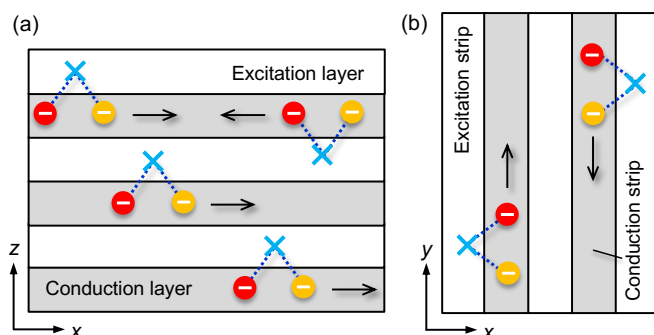 (a)
Excitation layer
Conduction layer
z
x
(b)
Excitation strip
Conduction strip
y
x